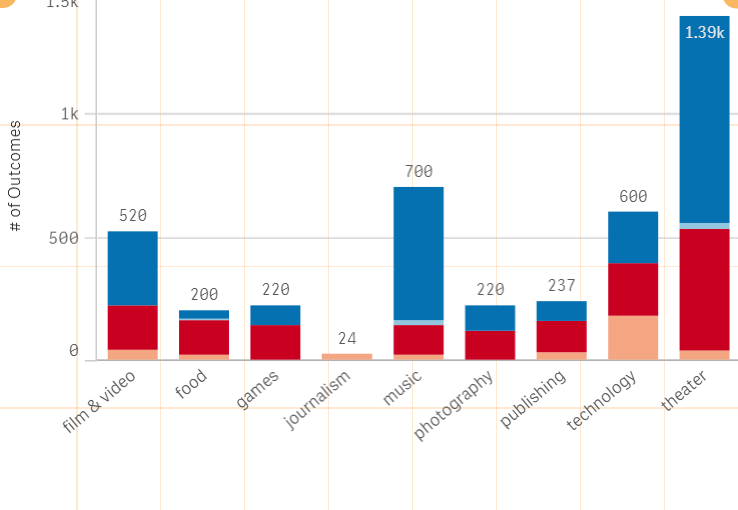 1.5k
1.39k
1k
# of Outcomes
700
600
520
500
237
220
220
200
24
0
film & video
food
games
journalism
music
photography
publishing
technology
theater